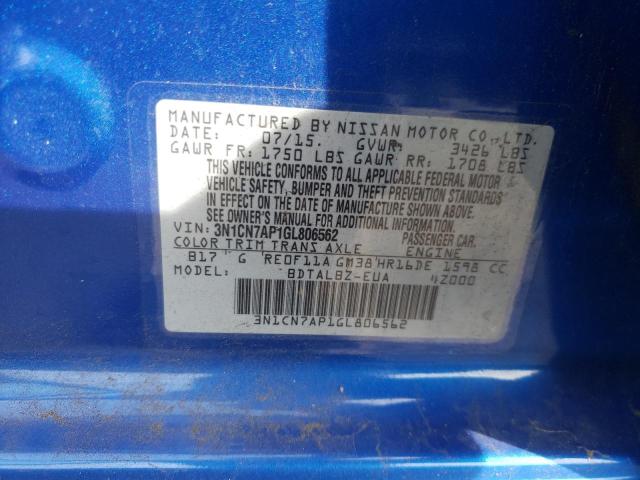 MANUFACTURED BY NISSAN MOTOR CO., LTD.
DATE: 07/15. GVWR: 3426 LBS
GAWR FR: 1750 LBS GAWR RR: 1708 LBS
THIS VEHICLE CONFORMS TO ALL APPLICABLE FEDERAL MOTOR
VEHICLE SAFETY, BUMPER AND THEFT PREVENTION STANDARDS
IN EFFECT ON THE DATE OF MANUFACTURE SHOWN ABOVE.
SEE OWNER'S MANUAL FOR ADDITIONAL INFORMATION.
VIN: 3N1CN7AP1GL806562 PASSENGER CAR.
COLOR TRIM TRANS AXLE ENGINE
B17 G RE0F11A GM38 HR16DE 1598 CC
MODEL: BDTALBZ-EUA 42000
3N1CN7AP1GL806562